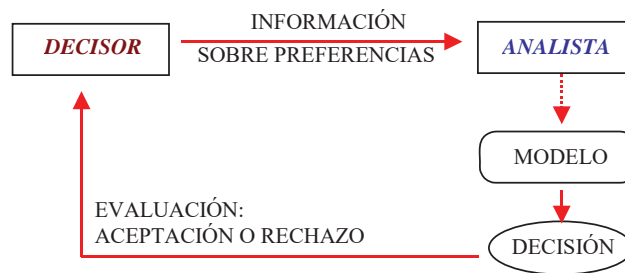 INFORMACIÓN
DECISOR
SOBRE PREFERENCIAS
ANALISTA
MODELO
EVALUACIÓN:
ACEPTACIÓN O RECHAZO
DECISIÓN